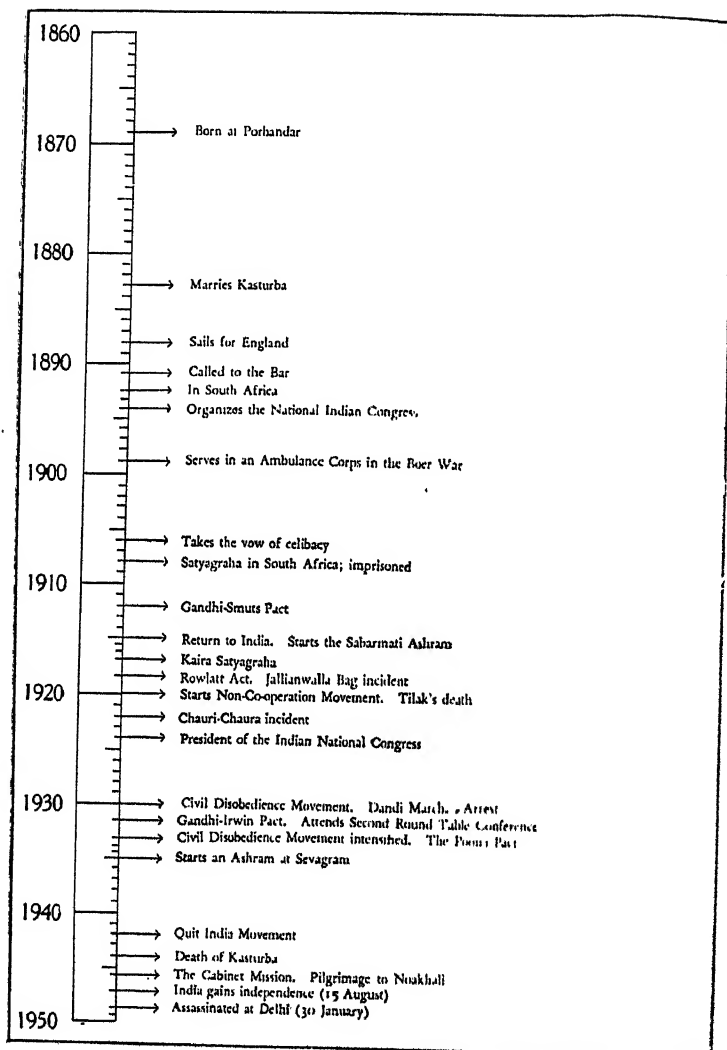 1860
Born at Porbandar
1870
1880
Marries Kasturba
Sails for England
1890
Called to the Bar
In South Africa
Organizes the National Indian Congress
Serves in an Ambulance Corps in the Boer War
1900
Takes the vow of celibacy
Satyagraha in South Africa; imprisoned
1910
Gandhi-Smuts Pact
Return to India. Starts the Sabarmati Ashram
Kaira Satyagraha
Rowlatt Act. Jallianwalla Bag incident
1920
Starts Non-Co-operation Movement. Tilak's death
Chauri-Chaura incident
President of the Indian National Congress
1930
Civil Disobedience Movement. Dandi March. Arrest
Gandhi-Irwin Pact. Attends Second Round Table Conference
Civil Disobedience Movement intensified. The Poona Pact
Starts an Ashram at Sevagram
1940
Quit India Movement
Death of Kasturba
The Cabinet Mission. Pilgrimage to Noakhali
India gains independence (15 August)
Assassinated at Delhi (30 January)
1950